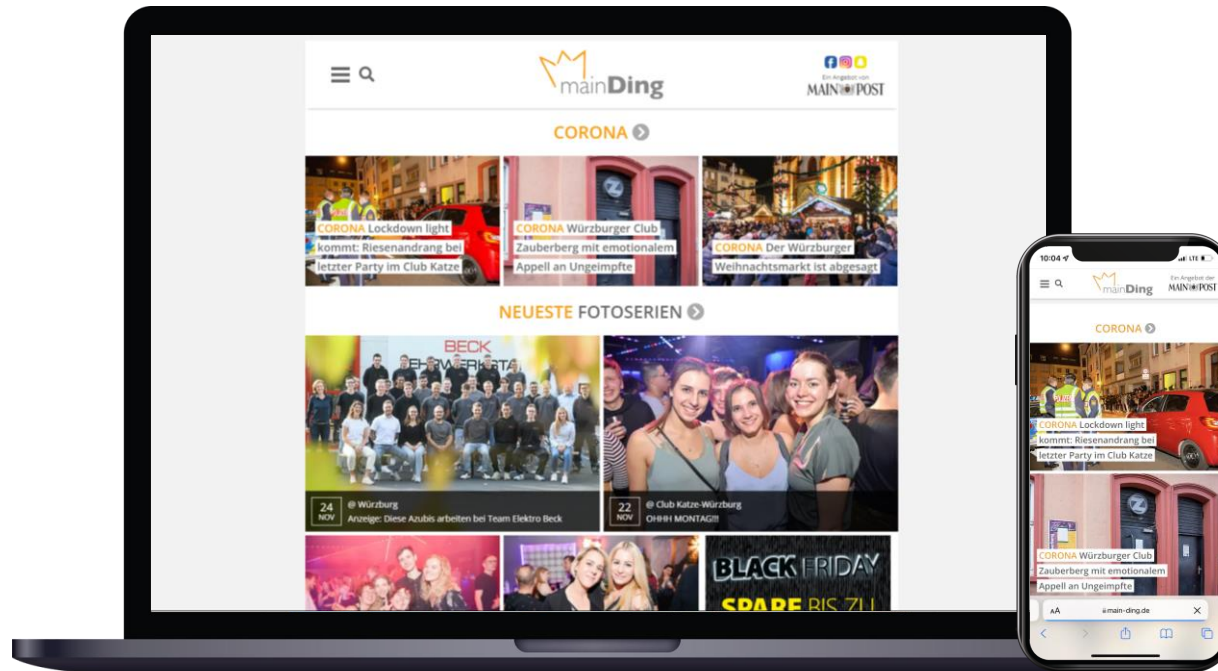 mainDing
Ein Angebot von
MAIN POST
CORONA
CORONA Lockdown light
kommt: Riesenandrang bei
letzter Party im Club Katze
CORONA Würzburger Club
Zauberberg mit emotionalem
Appell an Ungeimpfte
CORONA Der Würzburger
Weihnachtsmarkt ist abgesagt
NEUESTE FOTOSERIEN
BECK
24
NOV
@ Würzburg
Anzeige: Diese Azubis arbeiten bei Team Elektro Beck
22
NOV
@ Club Katze-Würzburg
OHHH MONTAG!!!
BLACK FRIDAY
SPARE BIS ZU
10:04
LTE
mainDing
Ein Angebot der
MAIN POST
CORONA
CORONA Lockdown light
kommt: Riesenandrang bei
letzter Party im Club Katze
CORONA Würzburger Club
Zauberberg mit emotionalem
Appell an Ungeimpfte
AA
main-ding.de